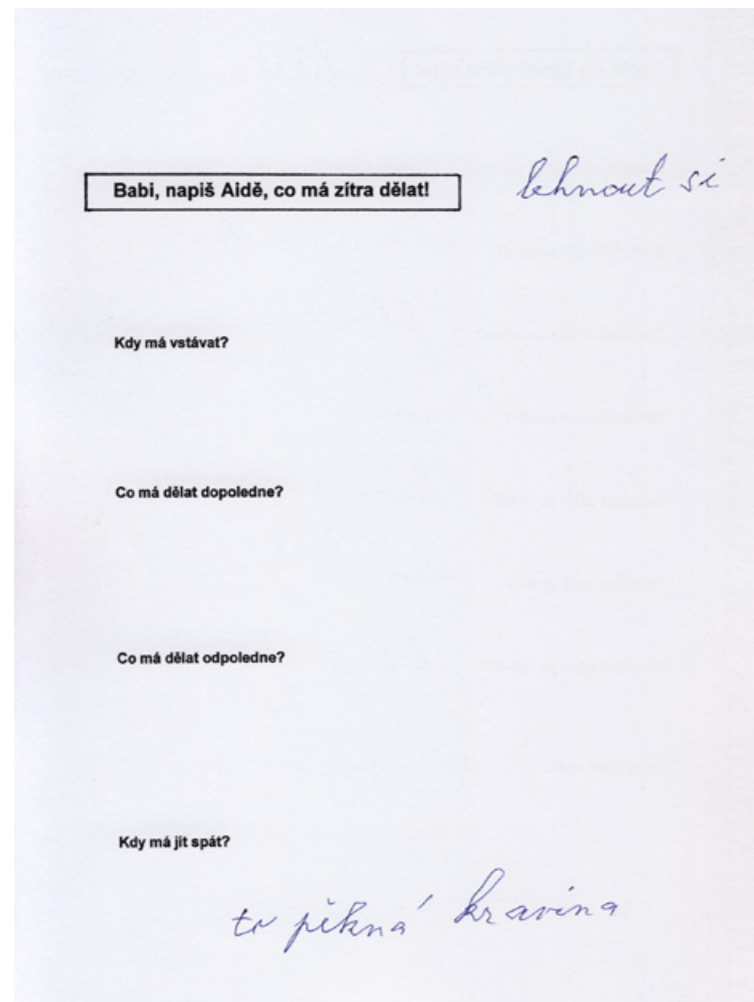 Babi, napiš Aidě, co má zítra dělat!
lehnout si
Kdy má vstávat?
Co má dělat dopoledne?
Co má dělat odpoledne?
Kdy má jít spát?
to pěkná kravina